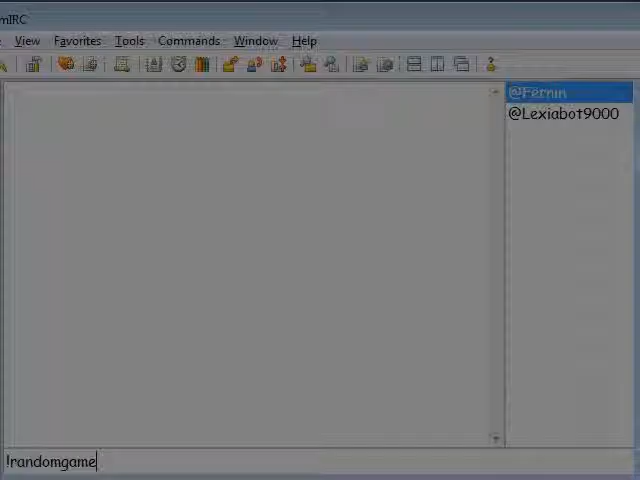 mIRC
View Favorites Tools Commands Window Help
@Fernin
@Lexiabot9000
!randomgame